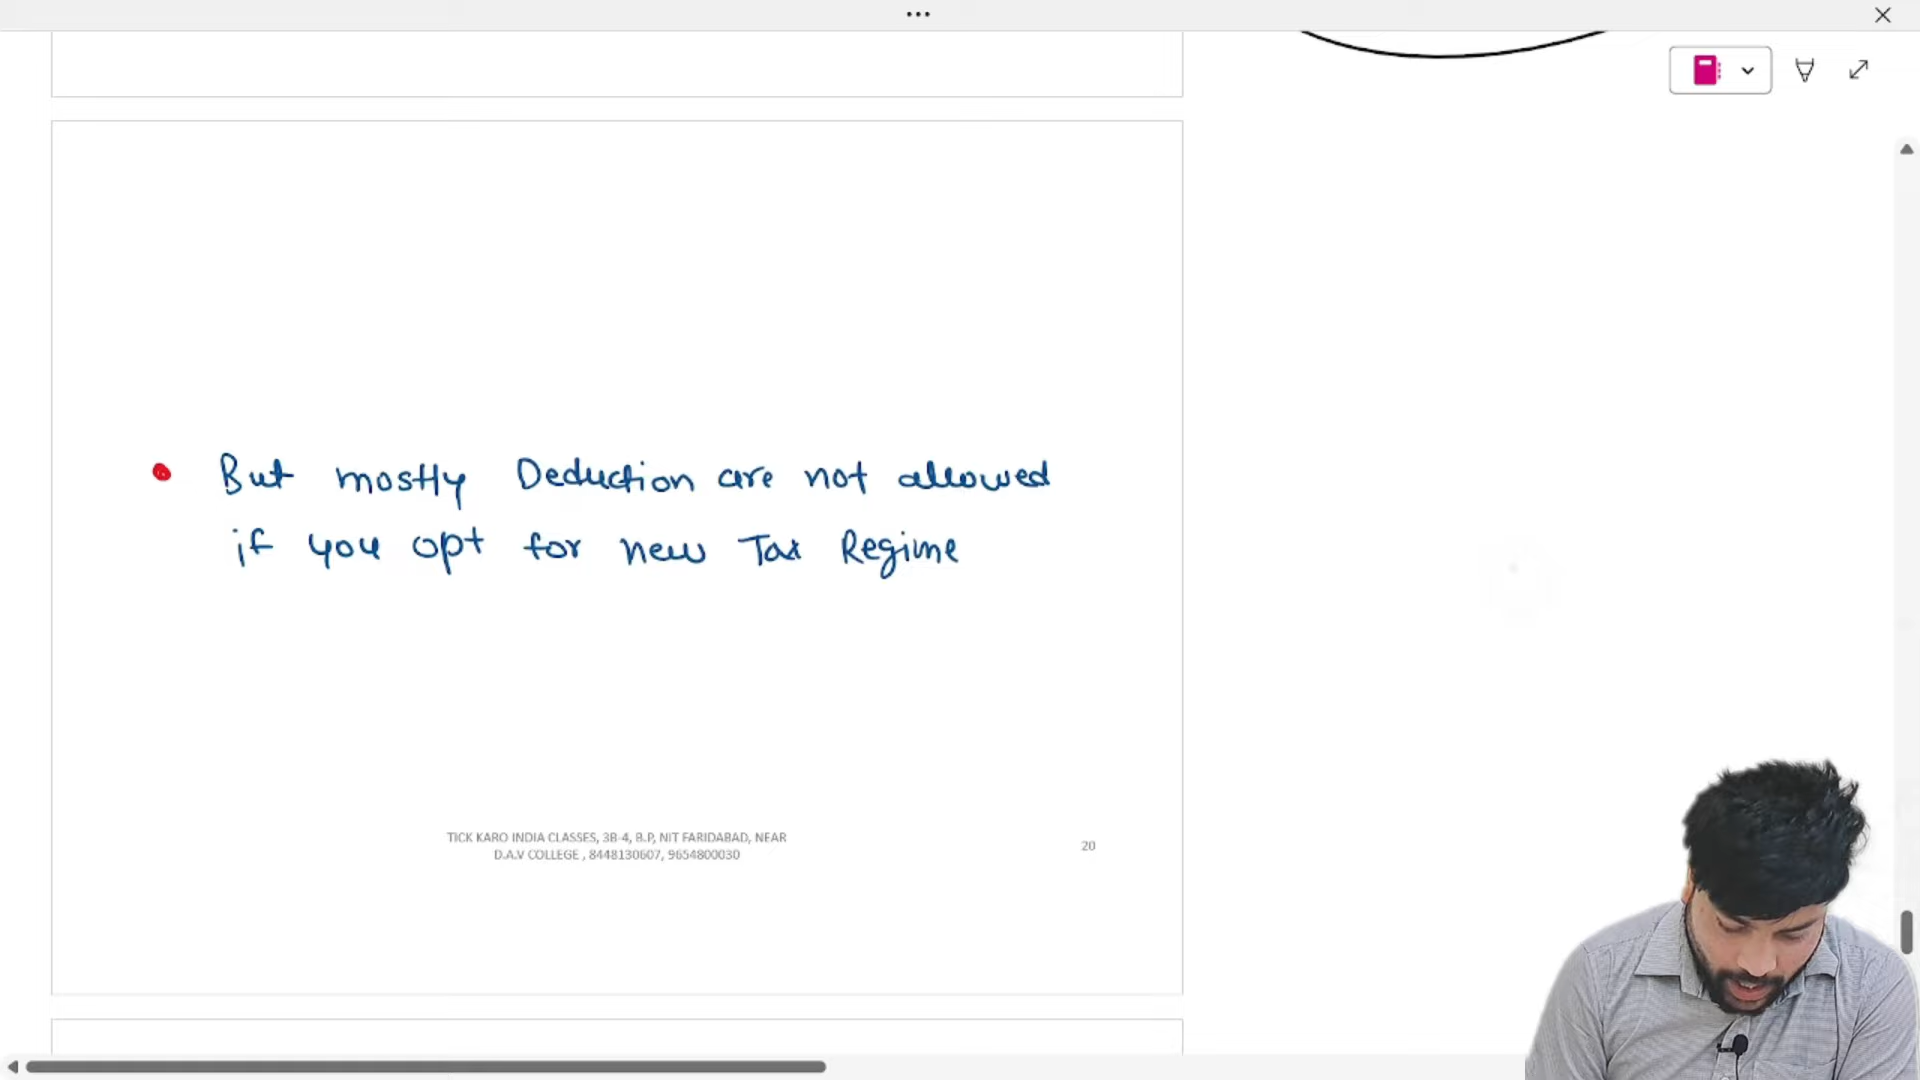 But mostly Deduction are not allowed
if you opt for new Tax Regime
TICK KARO INDIA CLASSES, 3B-4, B.P, NIT FARIDABAD, NEAR
D.A.V COLLEGE , 8448130607, 9654800030
20